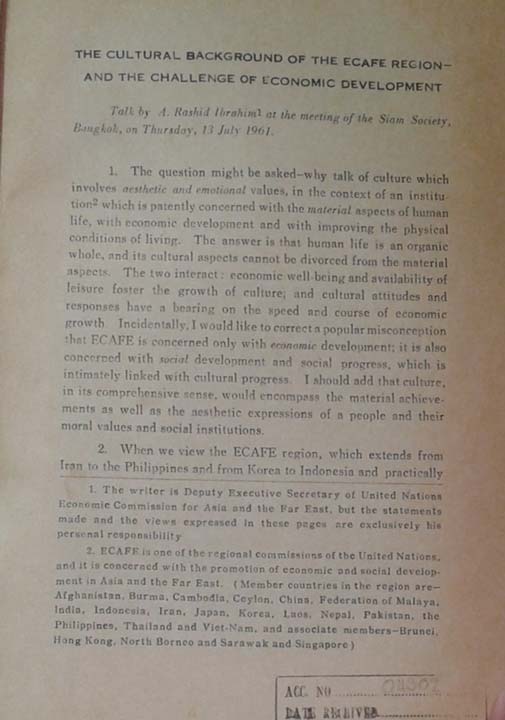 THE CULTURAL BACKGROUND OF THE ECAFE REGION–
AND THE CHALLENGE OF ECONOMIC DEVELOPMENT
Talk by A. Rashid Ibrahim1 at the meeting of the Siam Society,
Bangkok, on Thursday, 13 July 1961.
1. The question might be asked–why talk of culture which
involves aesthetic and emotional values, in the context of an institu-
tion2 which is patently concerned with the material aspects of human
life, with economic development and with improving the physical
conditions of living. The answer is that human life is an organic
whole, and its cultural aspects cannot be divorced from the material
aspects. The two interact: economic well-being and availability of
leisure foster the growth of culture; and cultural attitudes and
responses have a bearing on the speed and course of economic
growth. Incidentally, I would like to correct a popular misconception
that ECAFE is concerned only with economic development; it is also
concerned with social development and social progress, which is
intimately linked with cultural progress. I should add that culture,
in its comprehensive sense, would encompass the material achieve-
ments as well as the aesthetic expressions of a people and their
moral values and social institutions.
2. When we view the ECAFE region, which extends from
Iran to the Philippines and from Korea to Indonesia and practically
1. The writer is Deputy Executive Secretary of United Nations
Economic Commission for Asia and the Far East, but the statements
made and the views expressed in these pages are exclusively his
personal responsibility
2. ECAFE is one of the regional commissions of the United Nations,
and it is concerned with the promotion of economic and social develop-
ment in Asia and the Far East. (Member countries in the region are–
Afghanistan, Burma, Cambodia, Ceylon, China, Federation of Malaya,
India, Indonesia, Iran, Japan, Korea, Laos, Nepal, Pakistan, the
Philippines, Thailand and Viet-Nam, and associate members–Brunei,
Hong Kong, North Borneo and Sarawak and Singapore)
ACC. NO
DATE RECEIVED